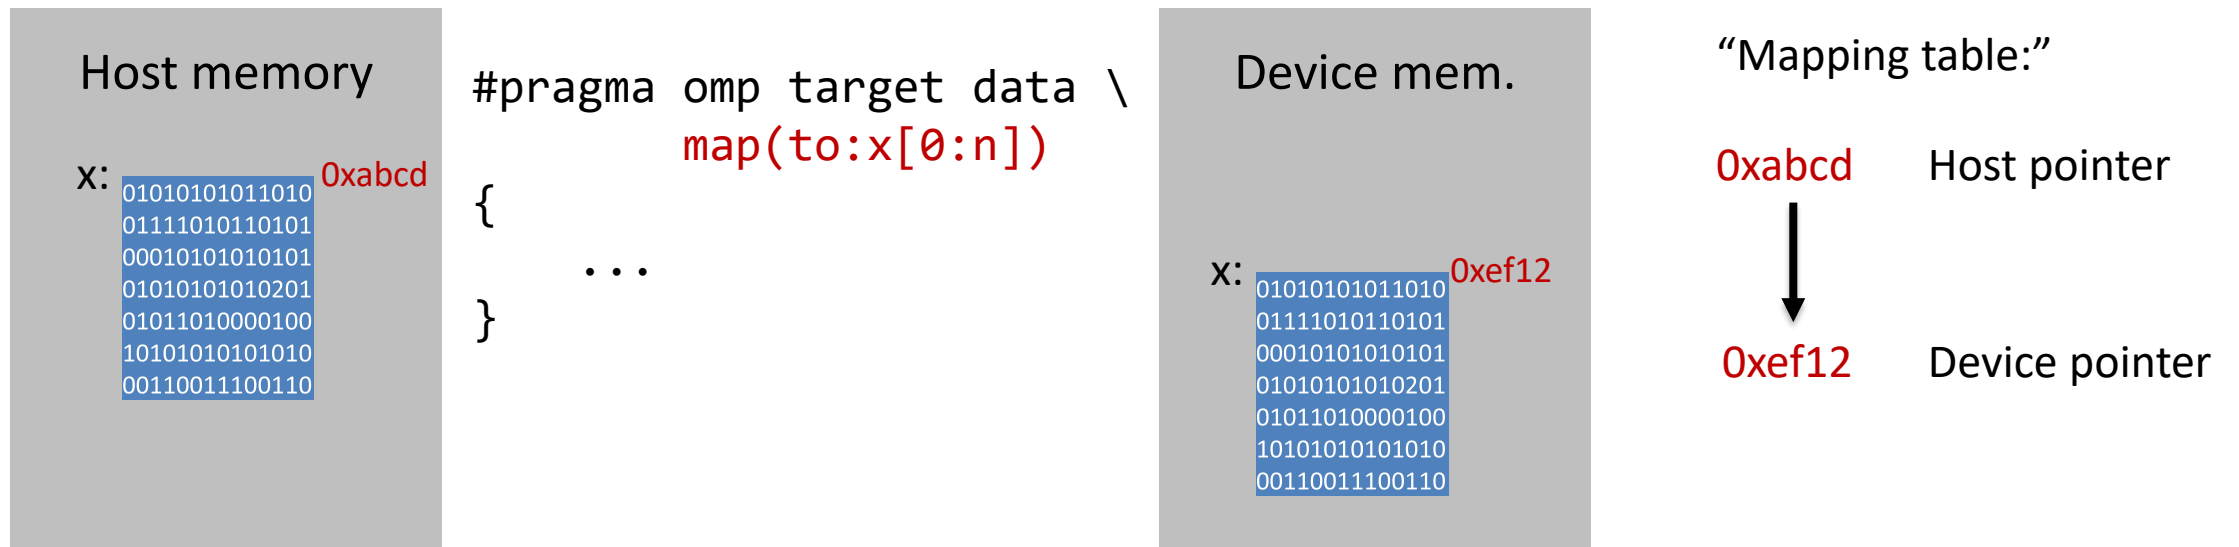 Host memory
x:
0xabcd
01010101011010
01111010110101
00010101010101
01010101010201
01011010000100
10101010101010
00110011100110
#pragma omp target data \
map(to:x[0:n])
{
...
}
Device mem.
x:
0xef12
01010101011010
01111010110101
00010101010101
01010101010201
01011010000100
10101010101010
00110011100110
“Mapping table:”
0xabcd Host pointer
0xef12 Device pointer